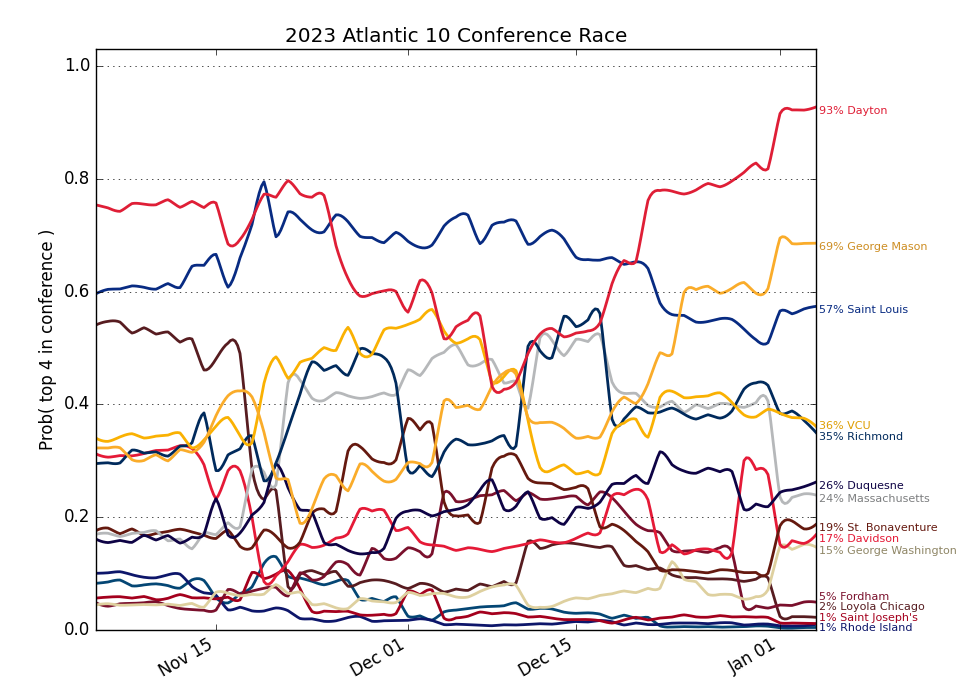 2023 Atlantic 10 Conference Race
Prob( top 4 in conference )
1.0
0.8
0.6
0.4
0.2
0.0
Nov 15
Dec 01
Dec 15
Jan 01
93% Dayton
69% George Mason
57% Saint Louis
36% VCU
35% Richmond
26% Duquesne
24% Massachusetts
19% St. Bonaventure
17% Davidson
15% George Washington
5% Fordham
2% Loyola Chicago
1% Saint Joseph's
1% Rhode Island